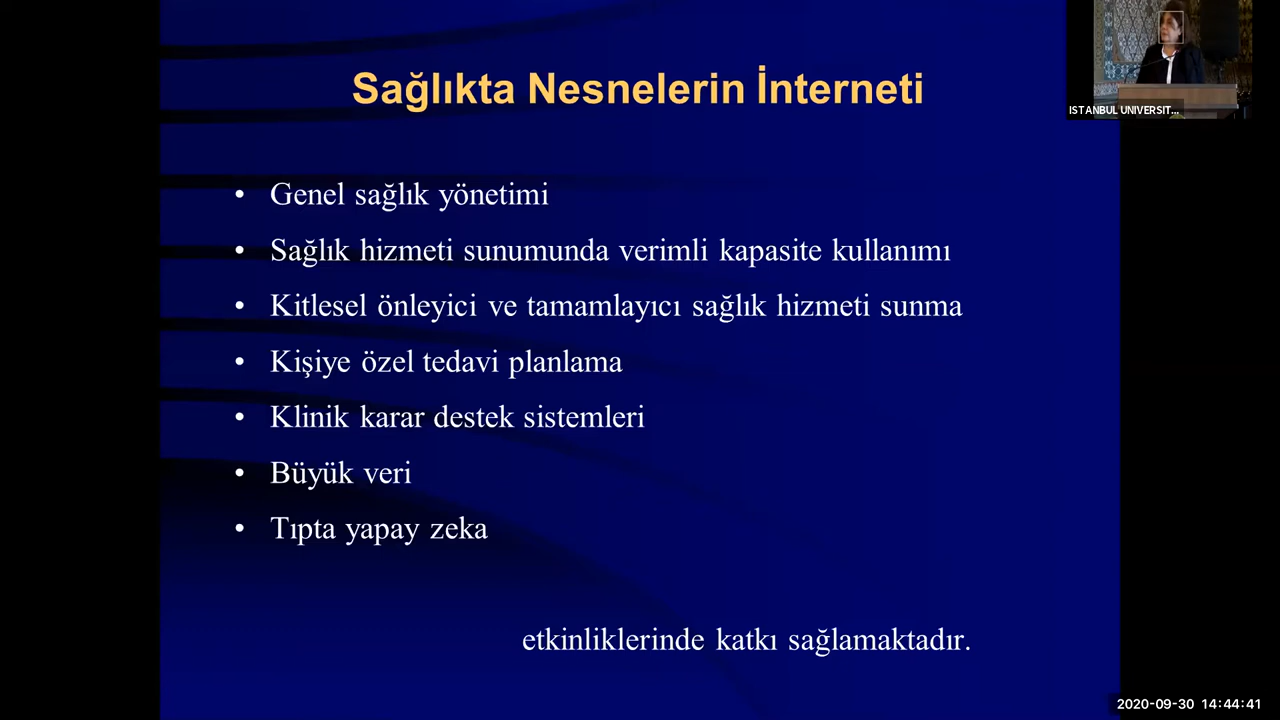 Sağlıkta Nesnelerin İnterneti
ISTANBUL UNIVERSIT...
• Genel sağlık yönetimi
• Sağlık hizmeti sunumunda verimli kapasite kullanımı
• Kitlesel önleyici ve tamamlayıcı sağlık hizmeti sunma
• Kişiye özel tedavi planlama
• Klinik karar destek sistemleri
• Büyük veri
• Tıpta yapay zeka
etkinliklerinde katkı sağlamaktadır.
2020-09-30 14:44:41